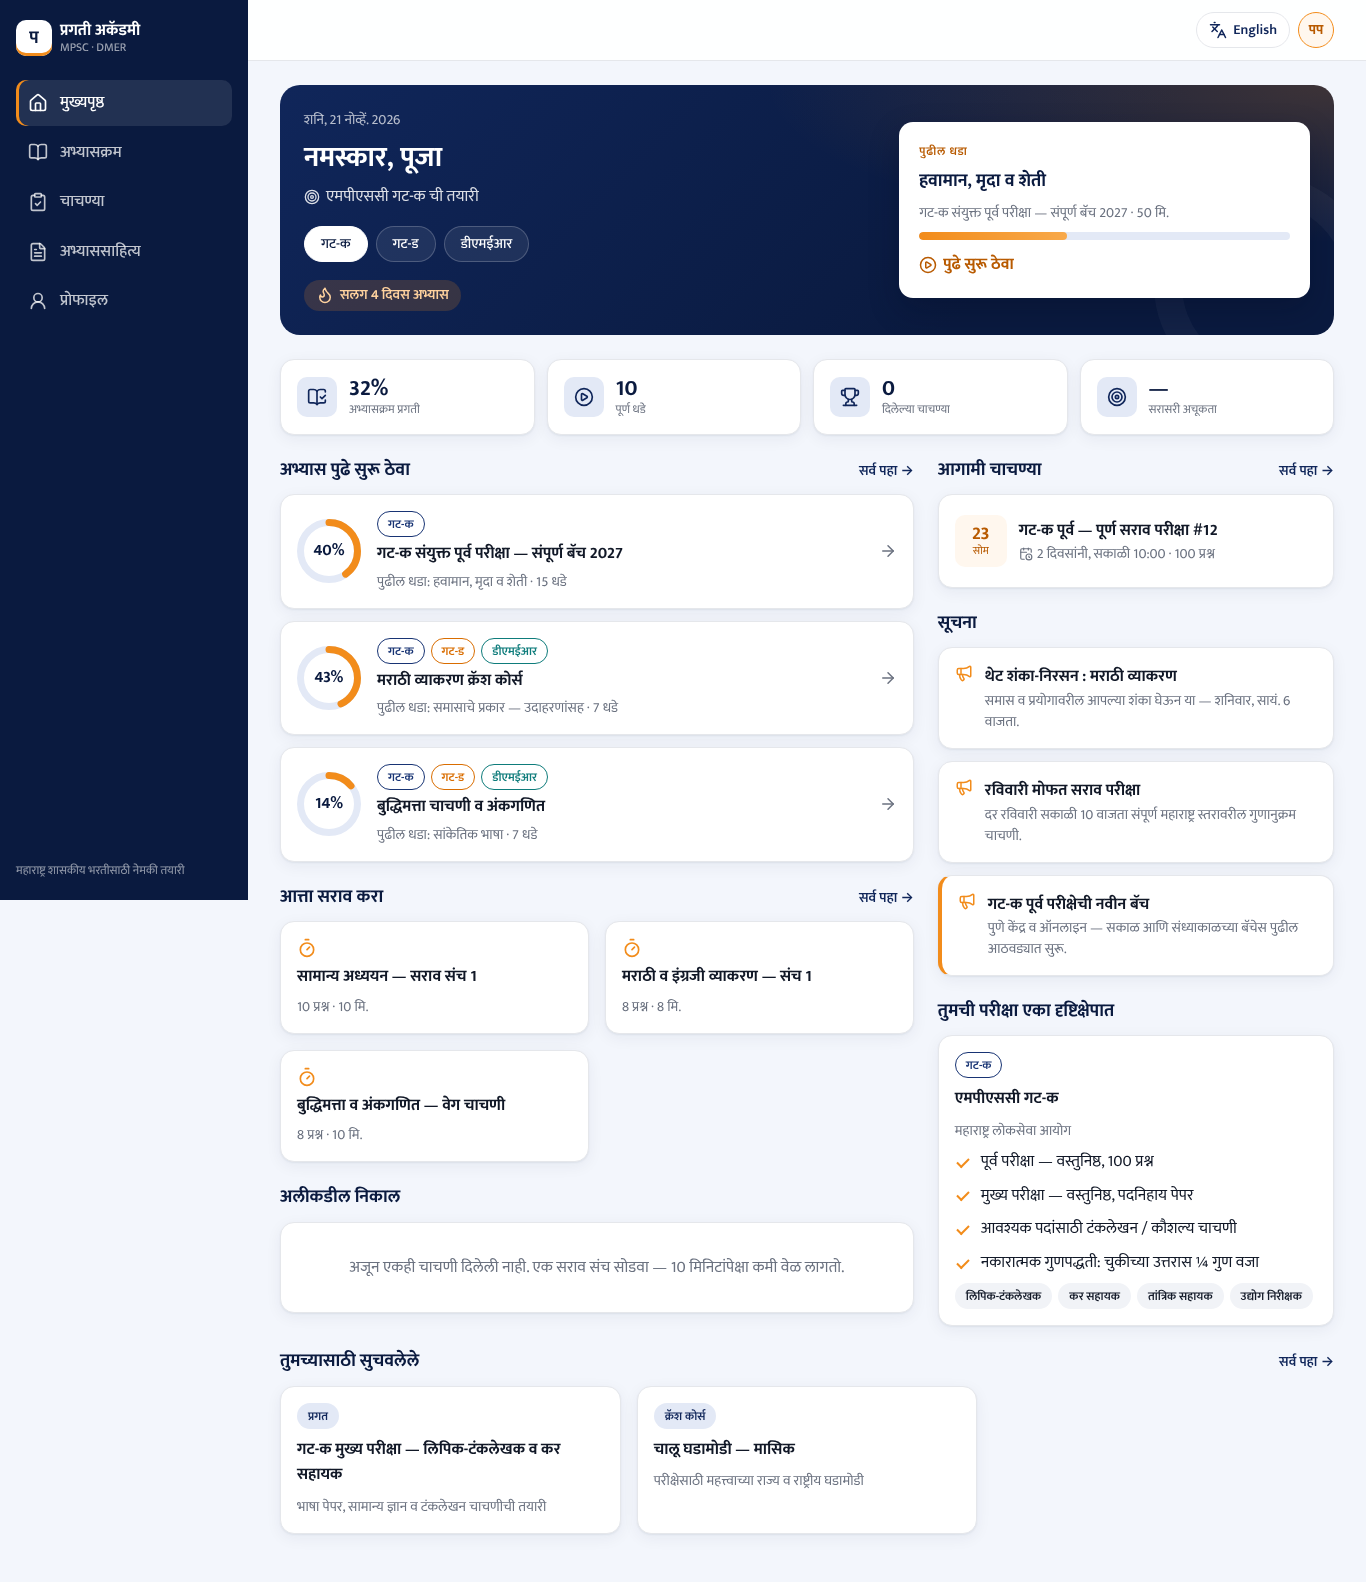 प
प्रगती अकॅडमी
MPSC · DMER
मुख्यपृष्ठ
अभ्यासक्रम
चाचण्या
अभ्याससाहित्य
प्रोफाइल
महाराष्ट्र शासकीय भरतीसाठी नेमकी तयारी
English
पप
शनि, 21 नोव्हें. 2026
नमस्कार, पूजा
एमपीएससी गट-क ची तयारी
गट-क
गट-ड
डीएमईआर
सलग 4 दिवस अभ्यास
पुढील धडा
हवामान, मृदा व शेती
गट-क संयुक्त पूर्व परीक्षा — संपूर्ण बॅच 2027 · 50 मि.
पुढे सुरू ठेवा
32%
अभ्यासक्रम प्रगती
10
पूर्ण धडे
0
दिलेल्या चाचण्या
—
सरासरी अचूकता
अभ्यास पुढे सुरू ठेवा
सर्व पहा →
40%
गट-क
गट-क संयुक्त पूर्व परीक्षा — संपूर्ण बॅच 2027
पुढील धडा: हवामान, मृदा व शेती · 15 धडे
43%
गट-क
गट-ड
डीएमईआर
मराठी व्याकरण क्रॅश कोर्स
पुढील धडा: समासाचे प्रकार — उदाहरणांसह · 7 धडे
14%
गट-क
गट-ड
डीएमईआर
बुद्धिमत्ता चाचणी व अंकगणित
पुढील धडा: सांकेतिक भाषा · 7 धडे
आत्ता सराव करा
सर्व पहा →
सामान्य अध्ययन — सराव संच 1
10 प्रश्न · 10 मि.
मराठी व इंग्रजी व्याकरण — संच 1
8 प्रश्न · 8 मि.
बुद्धिमत्ता व अंकगणित — वेग चाचणी
8 प्रश्न · 10 मि.
अलीकडील निकाल
अजून एकही चाचणी दिलेली नाही. एक सराव संच सोडवा — 10 मिनिटांपेक्षा कमी वेळ लागतो.
आगामी चाचण्या
सर्व पहा →
23
सोम
गट-क पूर्व — पूर्ण सराव परीक्षा #12
2 दिवसांनी, सकाळी 10:00 · 100 प्रश्न
सूचना
थेट शंका-निरसन : मराठी व्याकरण
समास व प्रयोगावरील आपल्या शंका घेऊन या — शनिवार, सायं. 6
वाजता.
रविवारी मोफत सराव परीक्षा
दर रविवारी सकाळी 10 वाजता संपूर्ण महाराष्ट्र स्तरावरील गुणानुक्रम
चाचणी.
गट-क पूर्व परीक्षेची नवीन बॅच
पुणे केंद्र व ऑनलाइन — सकाळ आणि संध्याकाळच्या बॅचेस पुढील
आठवड्यात सुरू.
तुमची परीक्षा एका दृष्टिक्षेपात
गट-क
एमपीएससी गट-क
महाराष्ट्र लोकसेवा आयोग
पूर्व परीक्षा — वस्तुनिष्ठ, 100 प्रश्न
मुख्य परीक्षा — वस्तुनिष्ठ, पदनिहाय पेपर
आवश्यक पदांसाठी टंकलेखन / कौशल्य चाचणी
नकारात्मक गुणपद्धती: चुकीच्या उत्तरास ¼ गुण वजा
लिपिक-टंकलेखक
कर सहायक
तांत्रिक सहायक
उद्योग निरीक्षक
तुमच्यासाठी सुचवलेले
सर्व पहा →
प्रगत
गट-क मुख्य परीक्षा — लिपिक-टंकलेखक व कर
सहायक
भाषा पेपर, सामान्य ज्ञान व टंकलेखन चाचणीची तयारी
क्रॅश कोर्स
चालू घडामोडी — मासिक
परीक्षेसाठी महत्त्वाच्या राज्य व राष्ट्रीय घडामोडी